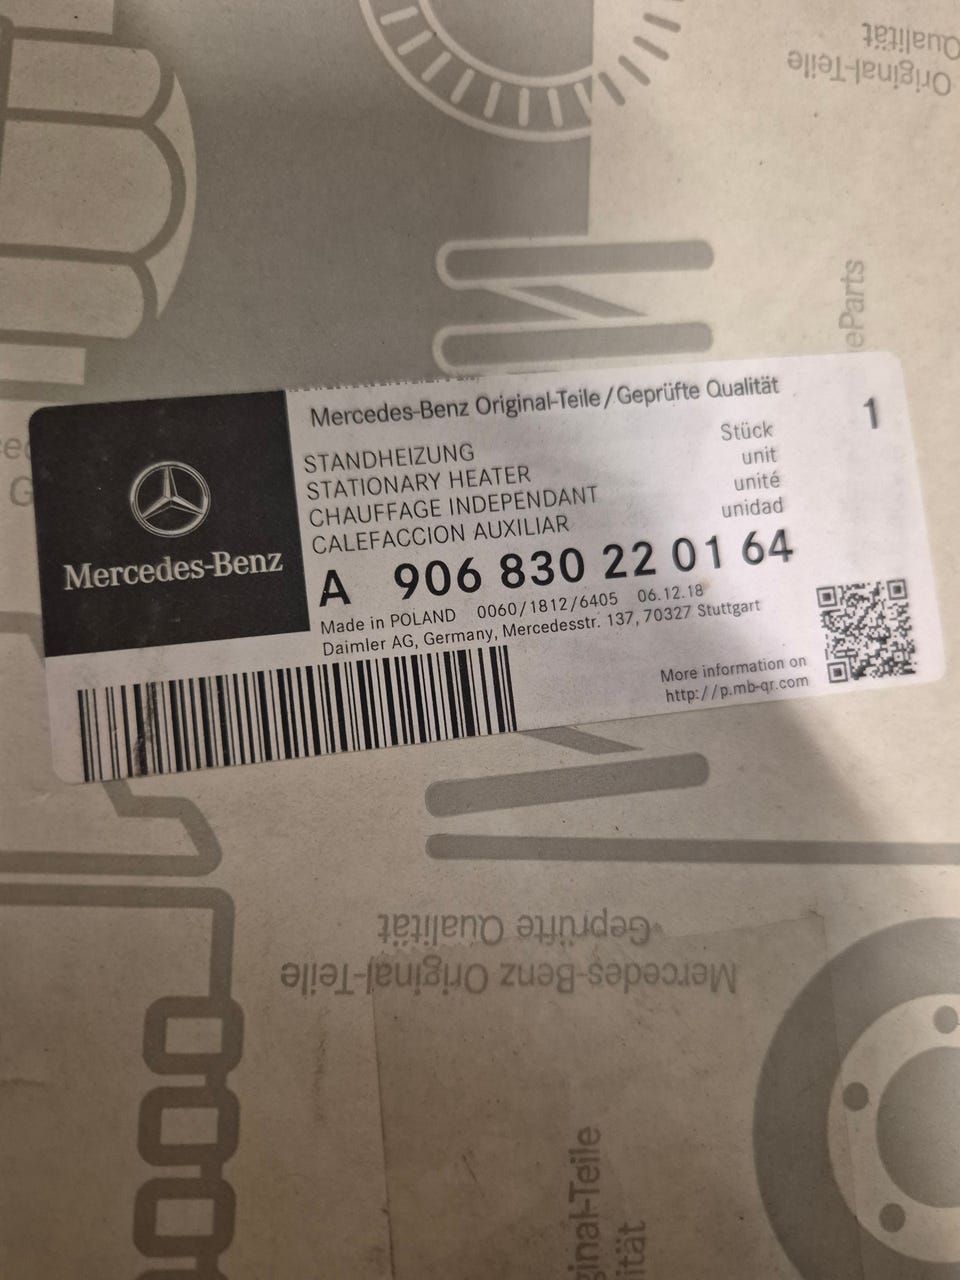 Qualität
Original-Teile
eParts
Mercedes-Benz Original-Teile/Geprüfte Qualität
1
STANDHEIZUNG
Stück
STATIONARY HEATER
unit
CHAUFFAGE INDEPENDANT
unité
CALEFACCION AUXILIAR
unidad
Mercedes-Benz
A 906 830 22 01 64
Made in POLAND 0060/1812/6405 06.12.18
Daimler AG, Germany, Mercedesstr. 137, 70327 Stuttgart
More information on
http://p.mb-qr.com
Mercedes-Benz Original-Teile
Geprüfte Qualität
ginal-Teile
ität